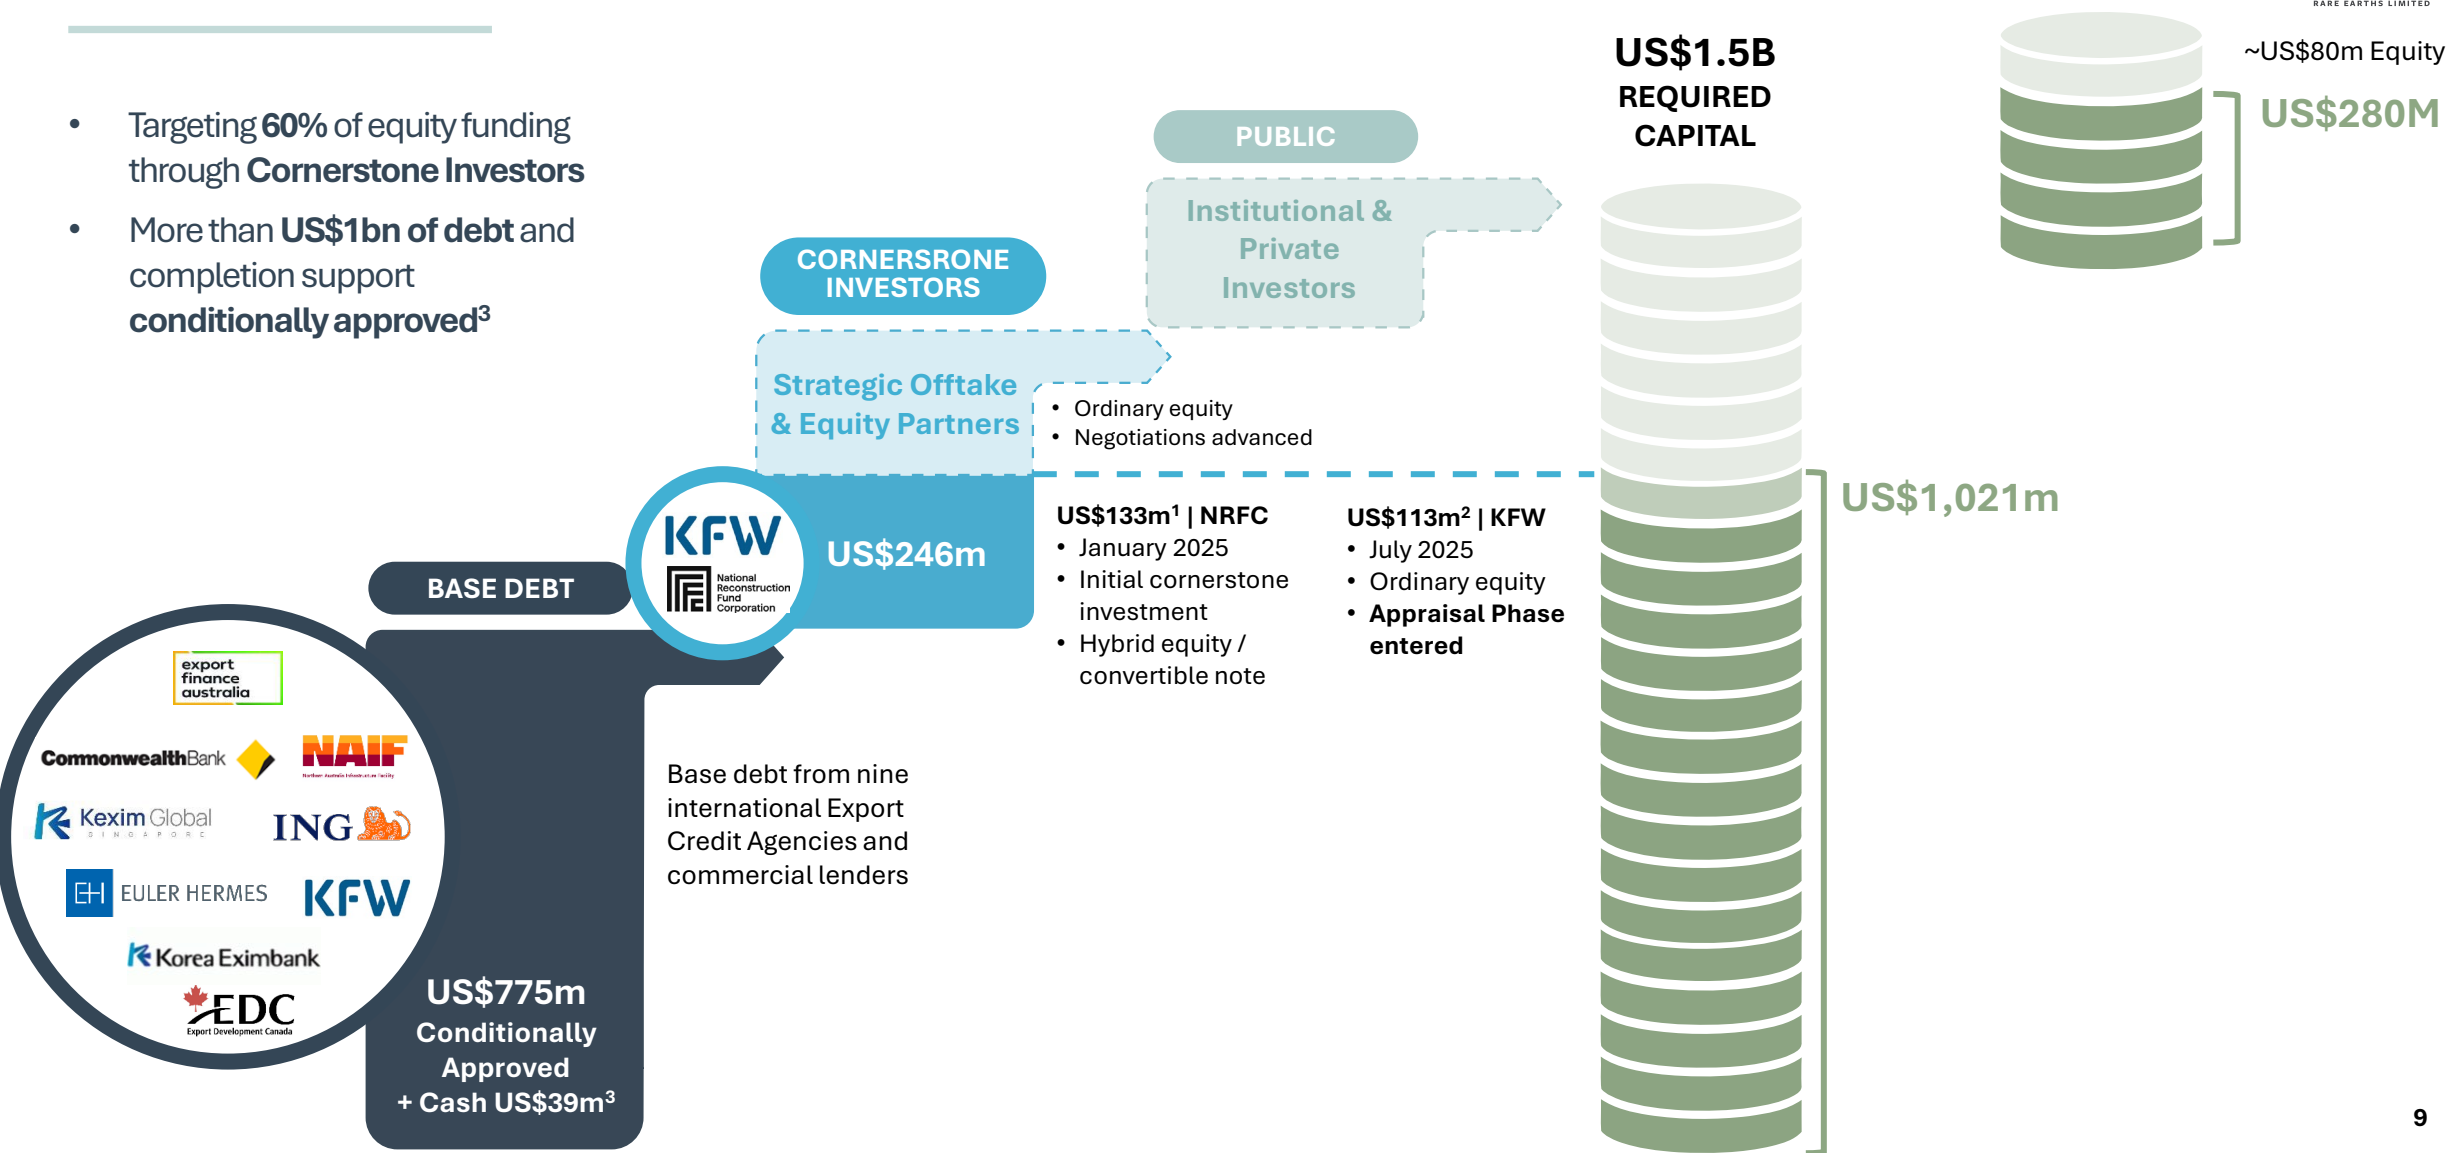 RARE EARTHS LIMITED
• Targeting 60% of equity funding
through Cornerstone Investors
• More than US$1bn of debt and
completion support
conditionally approved³
BASE DEBT
export
finance
australia
CommonwealthBank
NAIF
Northern Australia Infrastructure Facility
Kexim Global
SINGAPORE
ING
EH EULER HERMES
KFW
Korea Eximbank
EDC
Export Development Canada
US$775m
Conditionally
Approved
+ Cash US$39m³
Base debt from nine
international Export
Credit Agencies and
commercial lenders
CORNERSRONE
INVESTORS
Strategic Offtake
& Equity Partners
• Ordinary equity
• Negotiations advanced
KFW
National
Reconstruction
Fund
Corporation
US$246m
US$133m¹ | NRFC
• January 2025
• Initial cornerstone
investment
• Hybrid equity /
convertible note
US$113m² | KFW
• July 2025
• Ordinary equity
• Appraisal Phase
entered
PUBLIC
Institutional &
Private
Investors
US$1.5B
REQUIRED
CAPITAL
US$1,021m
~US$80m Equity
US$280M
9